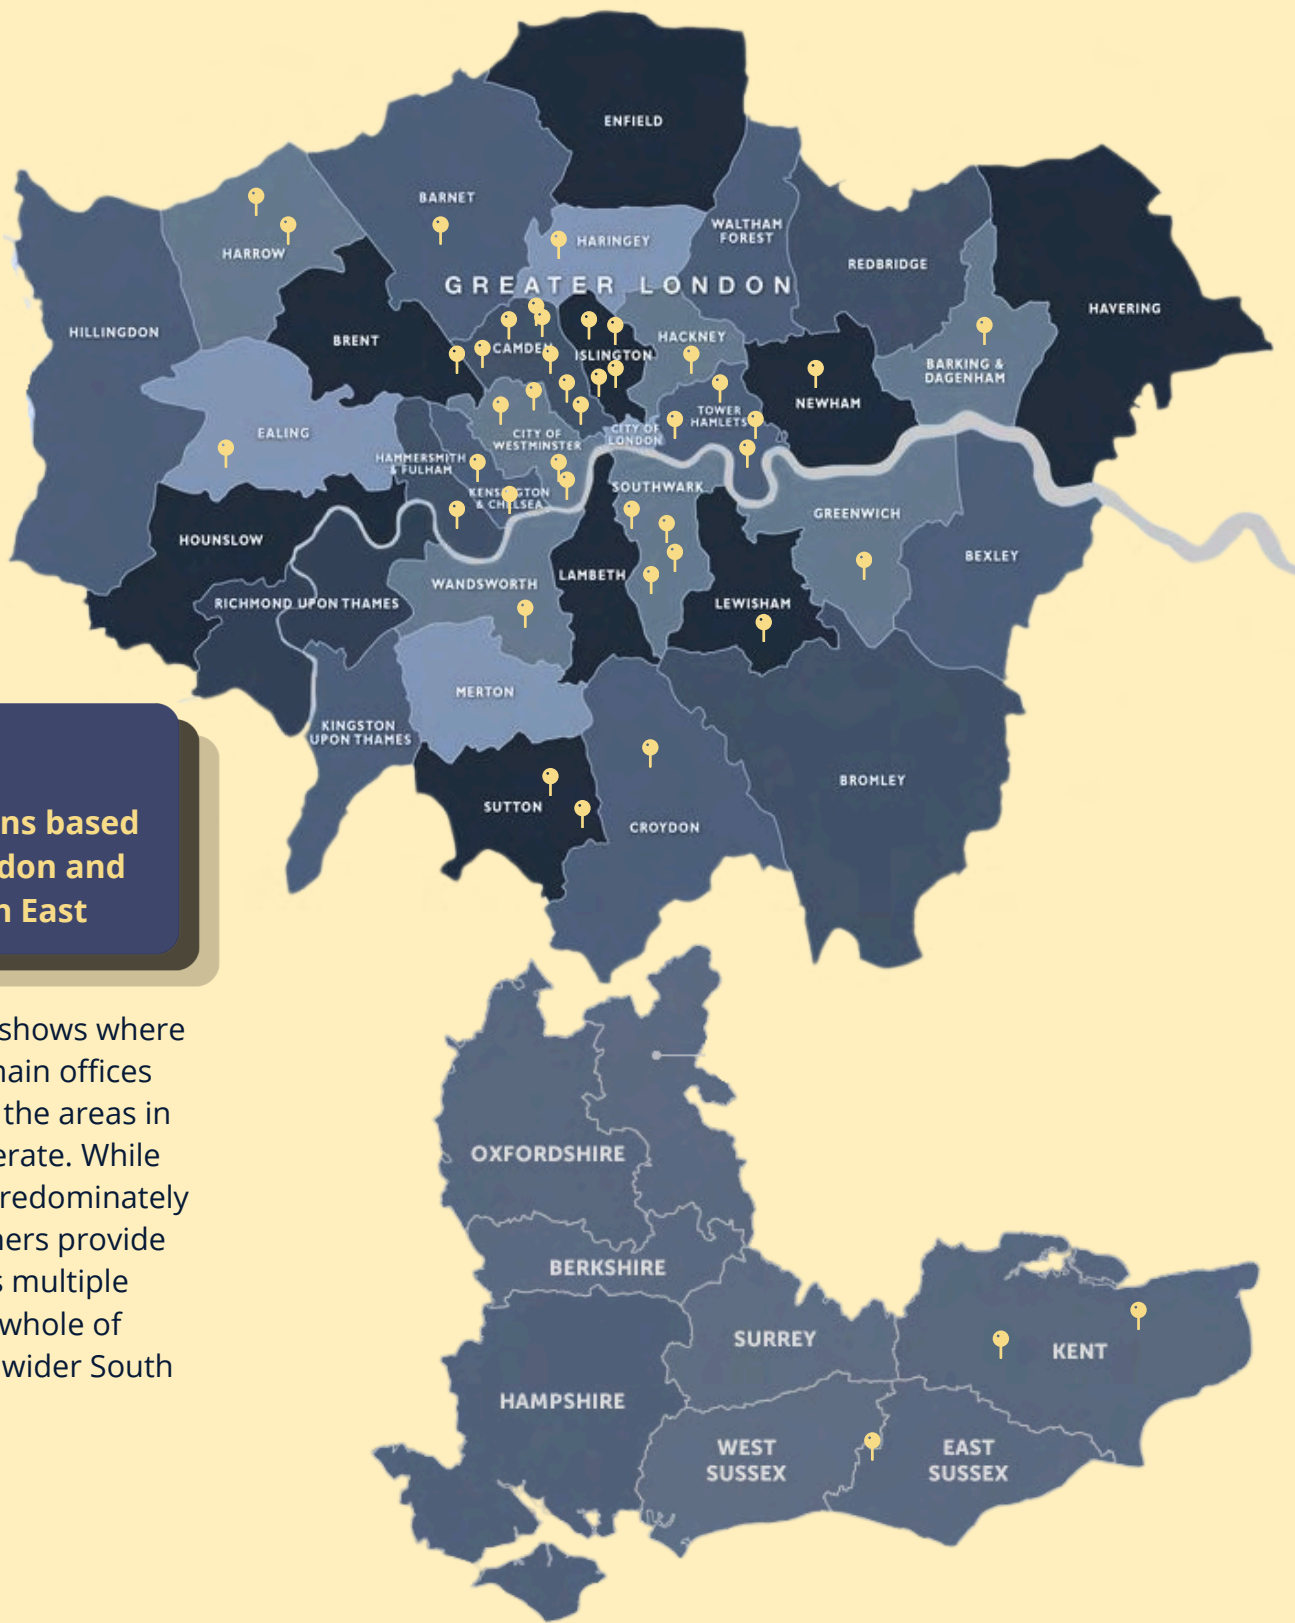 ENFIELD
BARNET
HARROW
HARINGEY
WALTHAM
FOREST
REDBRIDGE
GREATER LONDON
HAVERING
HILLINGDON
BRENT
CAMDEN
ISLINGTON
HACKNEY
BARKING &
DAGENHAM
NEWHAM
TOWER
HAMLETS
EALING
CITY OF
WESTMINSTER
CITY OF
LONDON
HAMMERSMITH
& FULHAM
KENSINGTON
& CHELSEA
SOUTHWARK
GREENWICH
HOUNSLOW
BEXLEY
WANDSWORTH
LAMBETH
LEWISHAM
RICHMOND UPON THAMES
MERTON
KINGSTON
UPON THAMES
SUTTON
CROYDON
BROMLEY
ns based
don and
n East
shows where
nain offices
the areas in
erate. While
redominately
ners provide
s multiple
whole of
wider South
OXFORDSHIRE
BERKSHIRE
SURREY
KENT
HAMPSHIRE
WEST
SUSSEX
EAST
SUSSEX